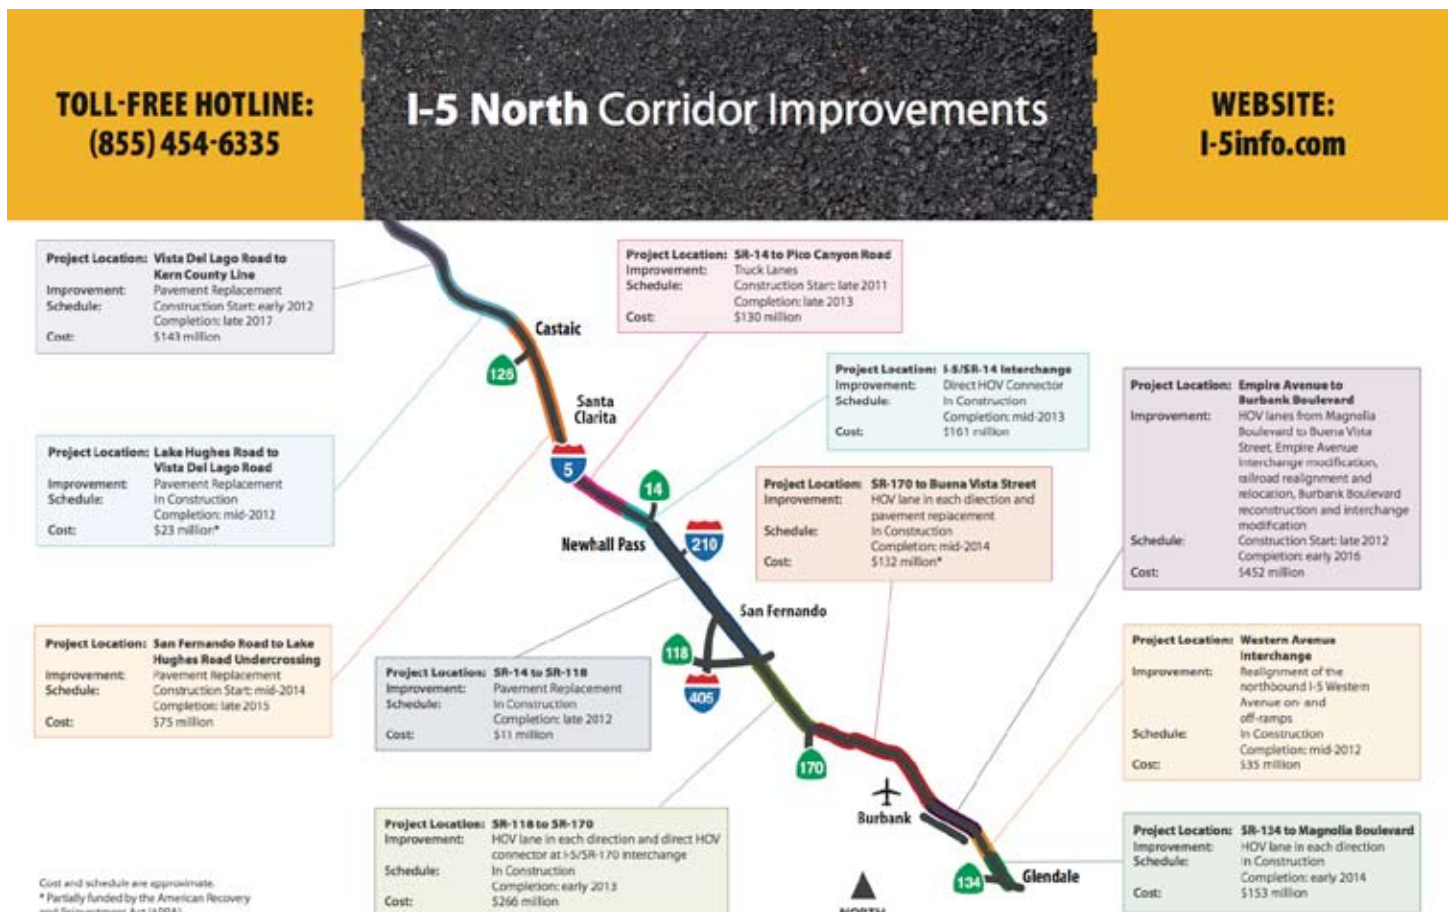 TOLL-FREE HOTLINE:
(855) 454-6335
I-5 North Corridor Improvements
WEBSITE:
I-5info.com
Project Location: Vista Del Lago Road to
Kern County Line
Improvement: Pavement Replacement
Schedule: Construction Start: early 2012
Completion: late 2017
Cost: $143 million
Project Location: SR-14 to Pico Canyon Road
Improvement: Truck Lanes
Schedule: Construction Start: late 2011
Completion: late 2013
Cost: $130 million
Castaic
126
Santa
Clarita
5
Project Location: I-5/SR-14 Interchange
Improvement: Direct HOV Connector
Schedule: In Construction
Completion: mid-2013
Cost: $161 million
Project Location: Empire Avenue to
Burbank Boulevard
Improvement: HOV lanes from Magnolia
Boulevard to Buena Vista
Street, Empire Avenue
interchange modification,
railroad realignment and
relocation, Burbank Boulevard
reconstruction and interchange
modification
Schedule: Construction Start: late 2012
Completion: early 2016
Cost: $452 million
Project Location: Lake Hughes Road to
Vista Del Lago Road
Improvement: Pavement Replacement
Schedule: In Construction
Completion: mid-2012
Cost: $23 million*
14
Newhall Pass
210
Project Location: SR-170 to Buena Vista Street
Improvement: HOV lane in each direction and
pavement replacement
Schedule: In Construction
Completion: mid-2014
Cost: $132 million*
San Fernando
118
405
Project Location: San Fernando Road to Lake
Hughes Road Undercrossing
Improvement: Pavement Replacement
Schedule: Construction Start: mid-2014
Completion: late 2015
Cost: $75 million
Project Location: SR-14 to SR-118
Improvement: Pavement Replacement
Schedule: In Construction
Completion: late 2012
Cost: $11 million
Project Location: Western Avenue
Interchange
Improvement: Realignment of the
northbound I-5 Western
Avenue on- and
off-ramps
Schedule: In Construction
Completion: mid-2012
Cost: $35 million
170
Burbank
Project Location: SR-118 to SR-170
Improvement: HOV lane in each direction and direct HOV
connector at I-5/SR-170 interchange
Schedule: In Construction
Completion: early 2013
Cost: $266 million
Project Location: SR-134 to Magnolia Boulevard
Improvement: HOV lane in each direction
Schedule: In Construction
Completion: early 2014
Cost: $153 million
134
Glendale
NORTH
Cost and schedule are approximate.
* Partially funded by the American Recovery
and Reinvestment Act (ARRA)